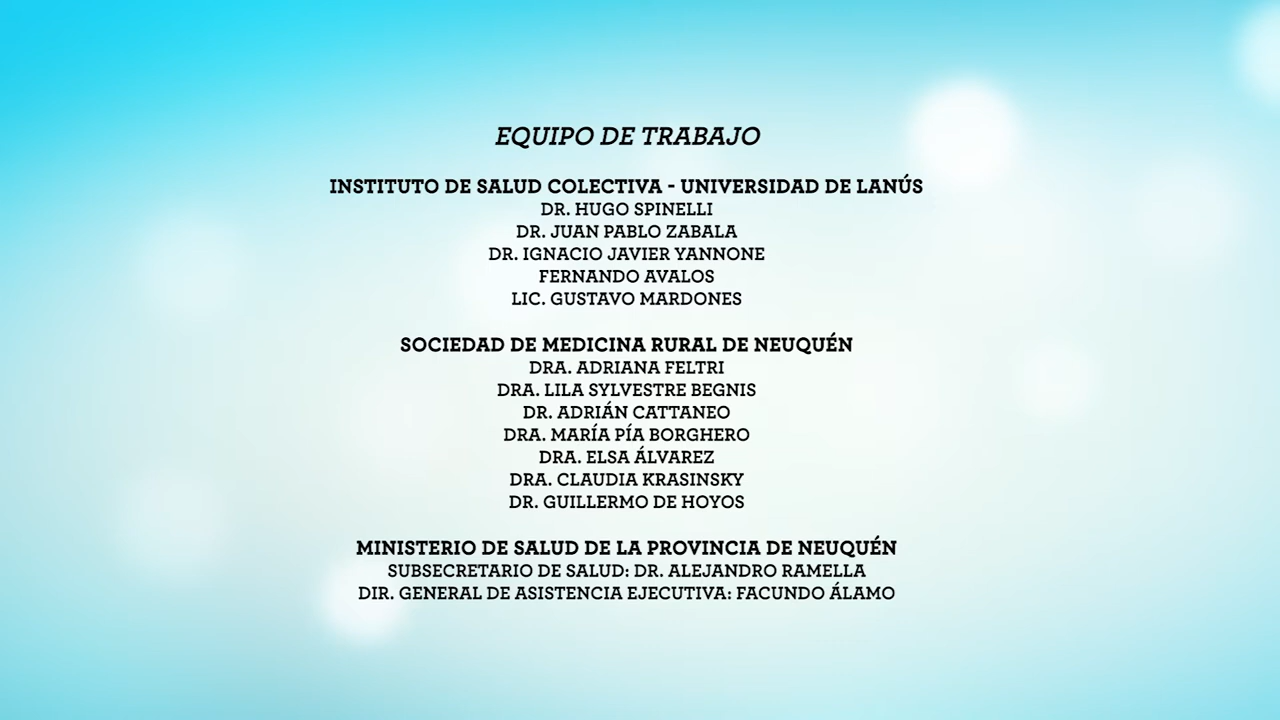 EQUIPO DE TRABAJO
INSTITUTO DE SALUD COLECTIVA - UNIVERSIDAD DE LANÚS
DR. HUGO SPINELLI
DR. JUAN PABLO ZABALA
DR. IGNACIO JAVIER YANNONE
FERNANDO AVALOS
LIC. GUSTAVO MARDONES
SOCIEDAD DE MEDICINA RURAL DE NEUQUÉN
DRA. ADRIANA FELTRI
DRA. LILA SYLVESTRE BEGNIS
DR. ADRIÁN CATTANEO
DRA. MARÍA PÍA BORGHERO
DRA. ELSA ÁLVAREZ
DRA. CLAUDIA KRASINSKY
DR. GUILLERMO DE HOYOS
MINISTERIO DE SALUD DE LA PROVINCIA DE NEUQUÉN
SUBSECRETARIO DE SALUD: DR. ALEJANDRO RAMELLA
DIR. GENERAL DE ASISTENCIA EJECUTIVA: FACUNDO ÁLAMO